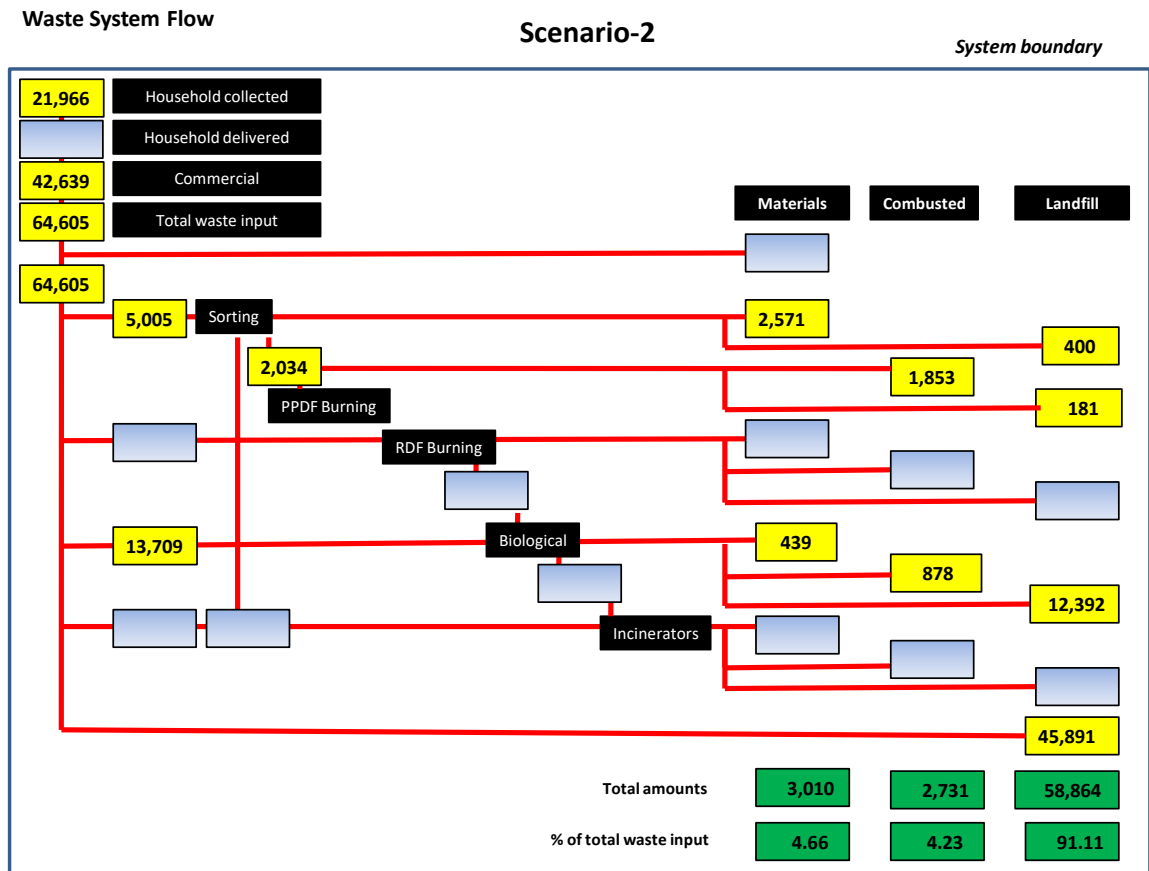 Waste System Flow
Scenario-2
System boundary
21,966 Household collected
Household delivered
42,639 Commercial
64,605 Total waste input
Materials Combusted Landfill
64,605
5,005 Sorting 2,571
400
2,034 1,853
PPDF Burning 181
RDF Burning
13,709 Biological 439
878
12,392
Incinerators
45,891
Total amounts 3,010 2,731 58,864
% of total waste input 4.66 4.23 91.11